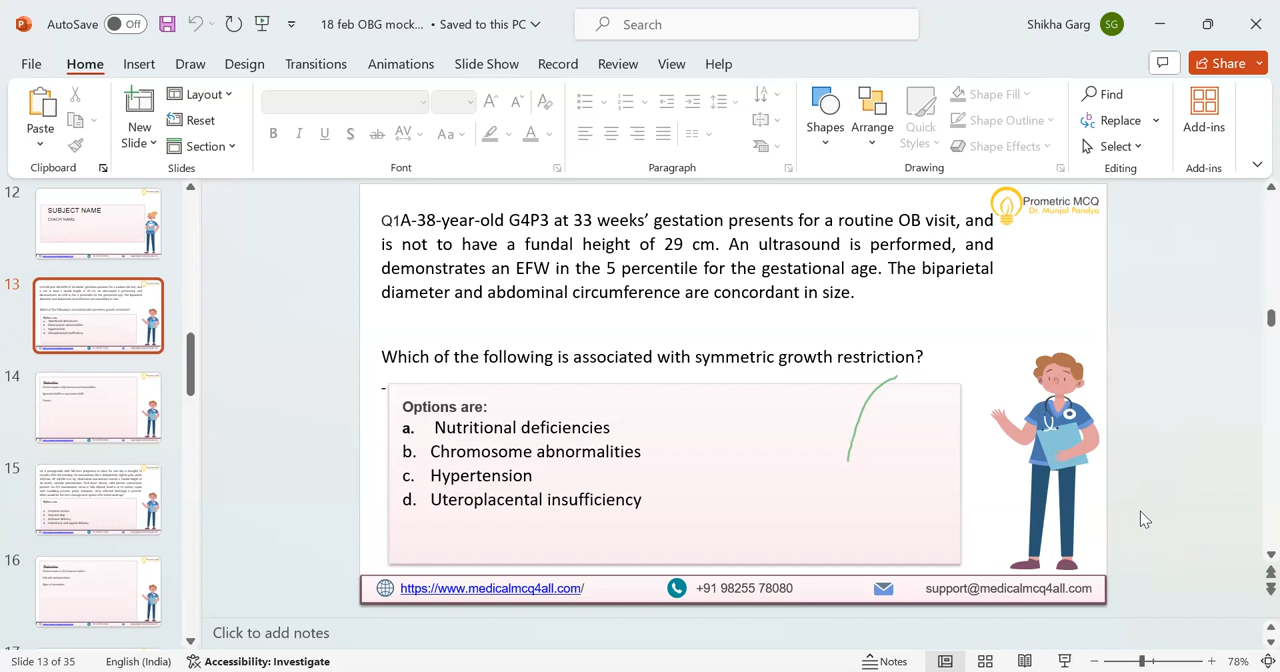 AutoSave Off 18 feb OBG mock... • Saved to this PC Search Shikha Garg SG
File Home Insert Draw Design Transitions Animations Slide Show Record Review View Help Share
Paste New Slide Layout Reset Section Aa Shapes Arrange Quick Styles Shape Fill Shape Outline Shape Effects Find Replace Select Add-ins
Clipboard Slides Font Paragraph Drawing Editing Add-ins
12
SUBJECT NAME
COACH NAME
13
14
15
16
Prometric MCQ
Dr. Munjal Pandya
Q1A-38-year-old G4P3 at 33 weeks’ gestation presents for a routine OB visit, and
is not to have a fundal height of 29 cm. An ultrasound is performed, and
demonstrates an EFW in the 5 percentile for the gestational age. The biparietal
diameter and abdominal circumference are concordant in size.
Which of the following is associated with symmetric growth restriction?
-
Options are:
a. Nutritional deficiencies
b. Chromosome abnormalities
c. Hypertension
d. Uteroplacental insufficiency
https://www.medicalmcq4all.com/ +91 98255 78080 support@medicalmcq4all.com
Click to add notes
Slide 13 of 35 English (India) Accessibility: Investigate Notes 78%